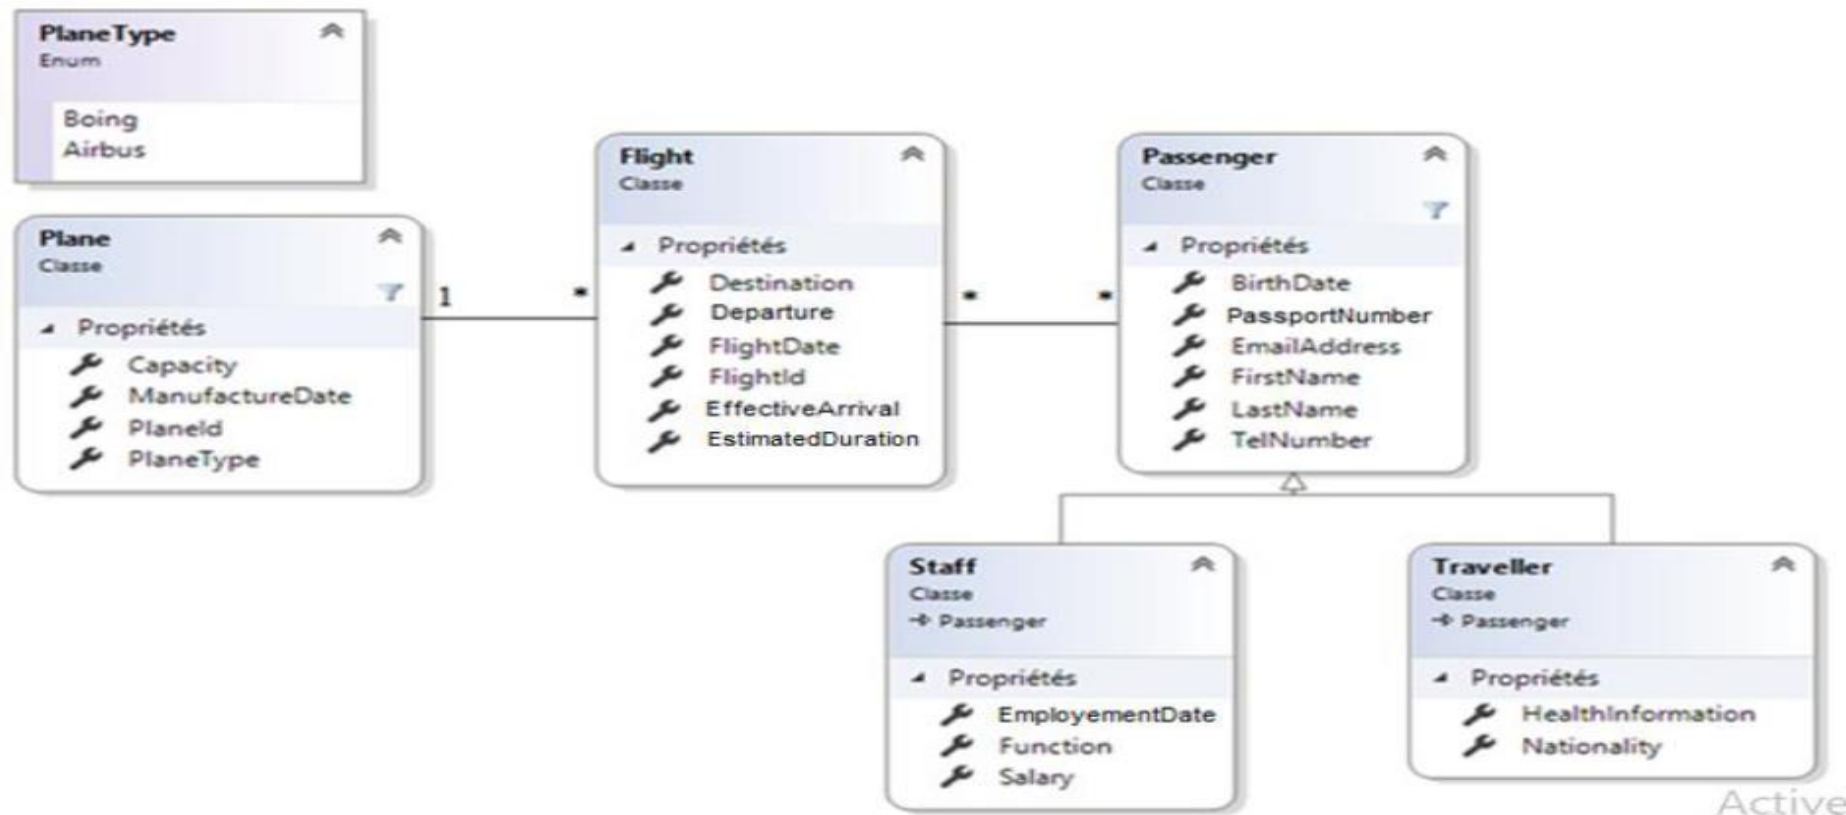 PlaneType
Enum
Boing
Airbus
Plane
Classe
Propriétés
Capacity
ManufactureDate
PlaneId
PlaneType
1
*
Flight
Classe
Propriétés
Destination
Departure
FlightDate
FlightId
EffectiveArrival
EstimatedDuration
*
*
Passenger
Classe
Propriétés
BirthDate
PassportNumber
EmailAddress
FirstName
LastName
TelNumber
Staff
Classe
Passenger
Propriétés
EmployementDate
Function
Salary
Traveller
Classe
Passenger
Propriétés
HealthInformation
Nationality
Active